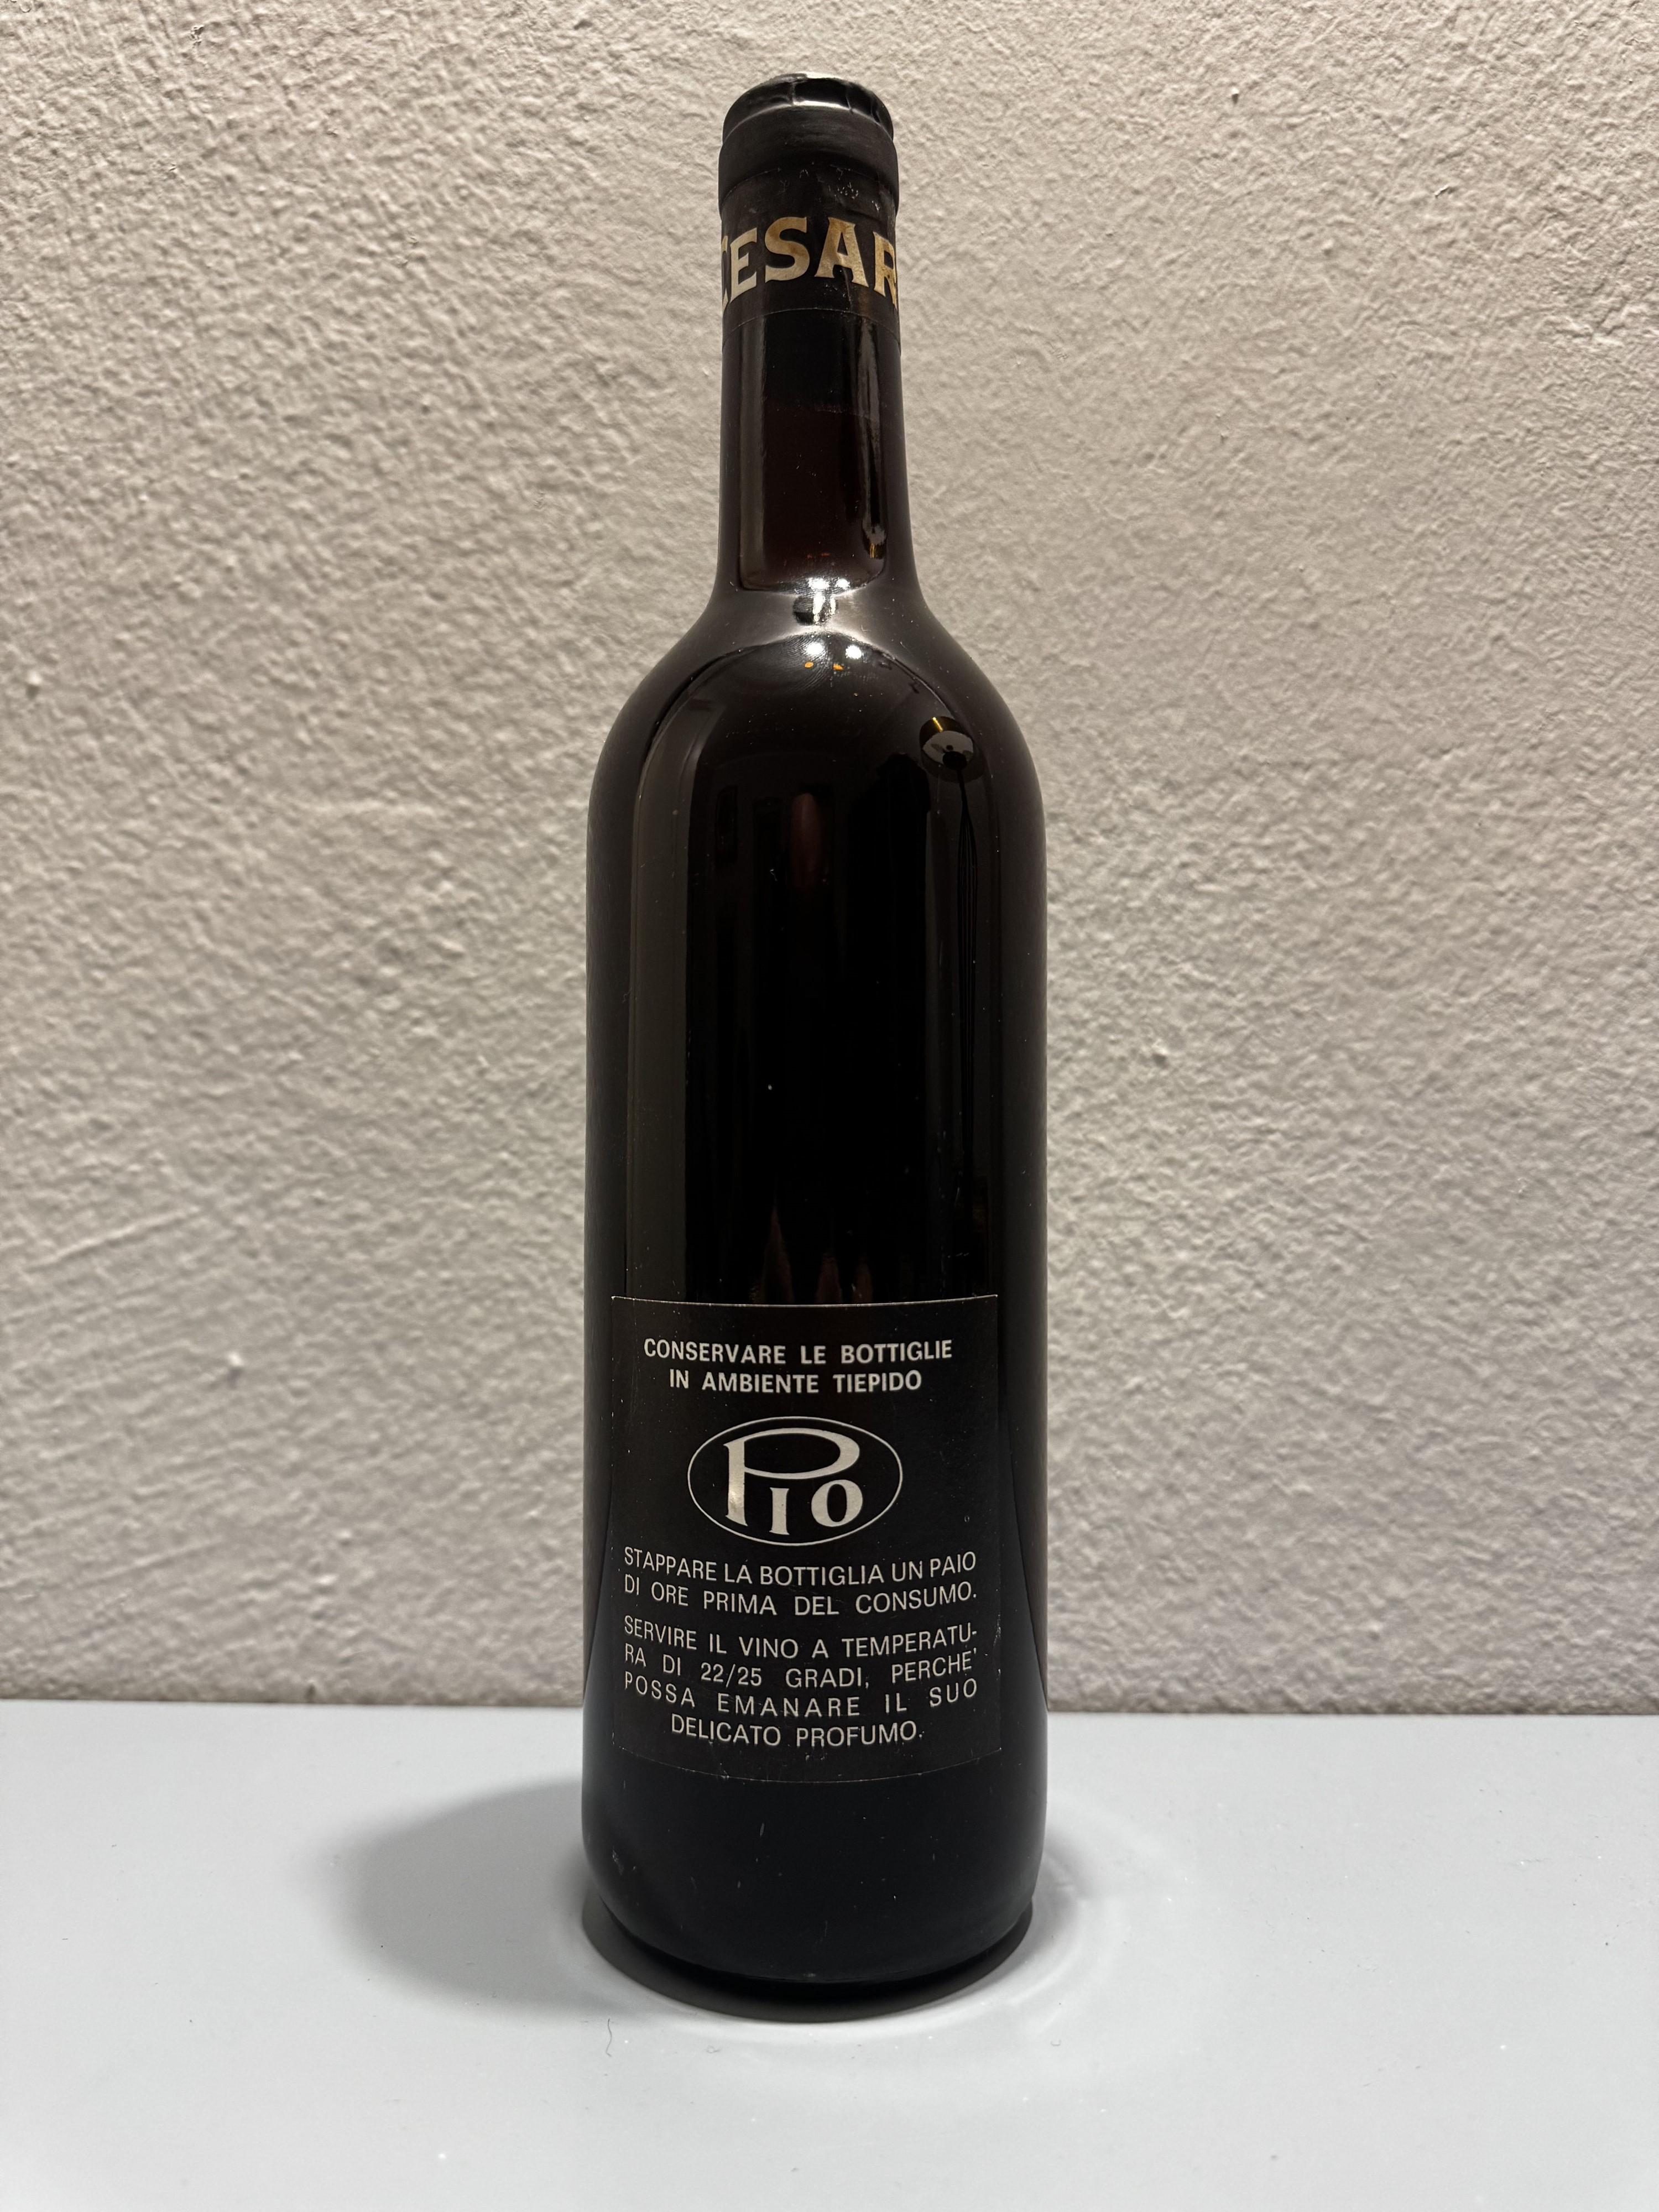 CESAR
CONSERVARE LE BOTTIGLIE
IN AMBIENTE TIEPIDO
PIO
STAPPARE LA BOTTIGLIA UN PAIO
DI ORE PRIMA DEL CONSUMO.
SERVIRE IL VINO A TEMPERATU-
RA DI 22/25 GRADI, PERCHE'
POSSA EMANARE IL SUO
DELICATO PROFUMO.